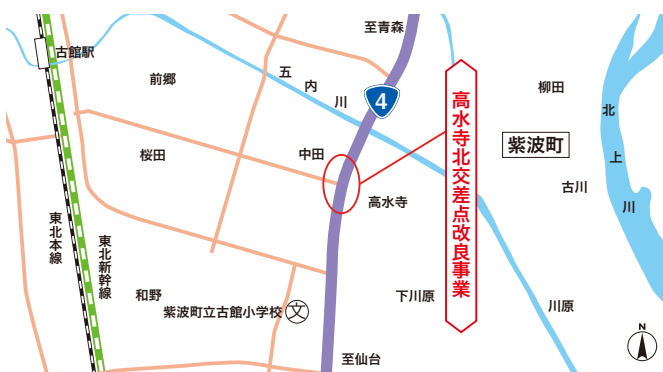 至青森
古館駅
前郷
五内川
4
柳田
北上川
高水寺北交差点改良事業
紫波町
中田
桜田
古川
高水寺
東北本線
東北新幹線
和野
下川原
川原
紫波町立古館小学校
文
N
至仙台